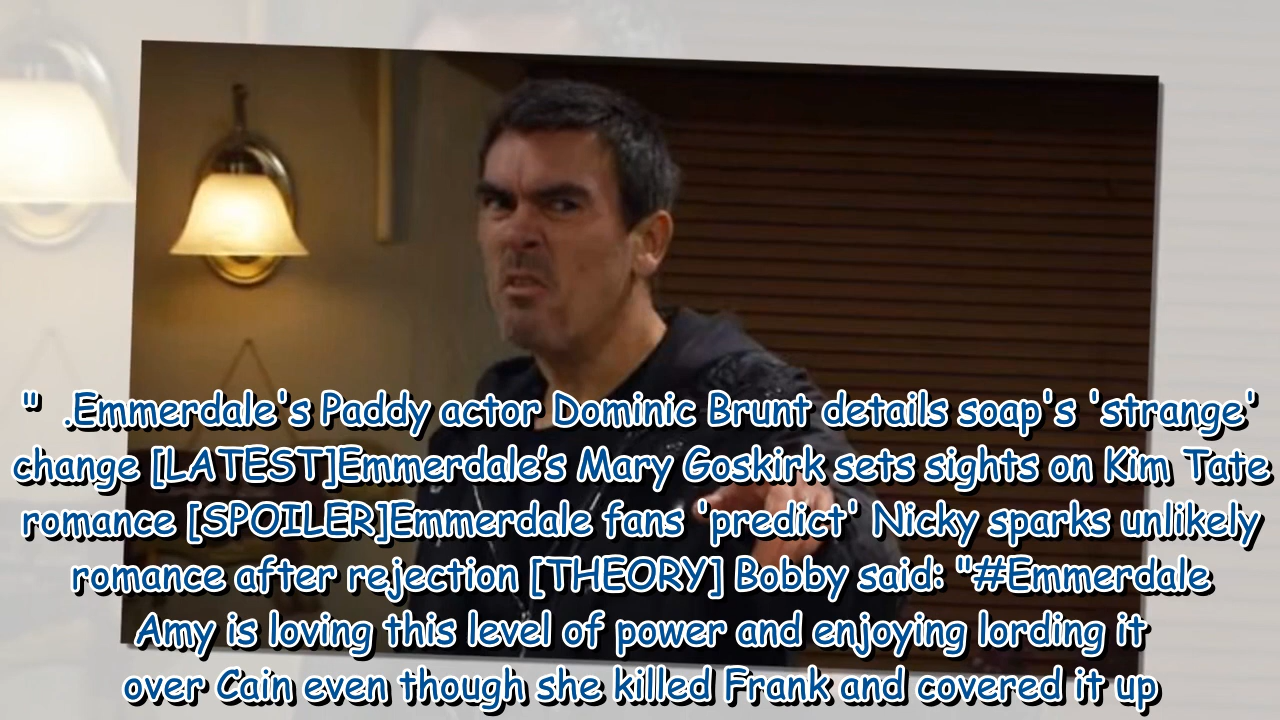 "  .Emmerdale's Paddy actor Dominic Brunt details soap's 'strange'
change [LATEST]Emmerdale’s Mary Goskirk sets sights on Kim Tate
romance [SPOILER]Emmerdale fans 'predict' Nicky sparks unlikely
romance after rejection [THEORY] Bobby said: "#Emmerdale
Amy is loving this level of power and enjoying lording it
over Cain even though she killed Frank and covered it up